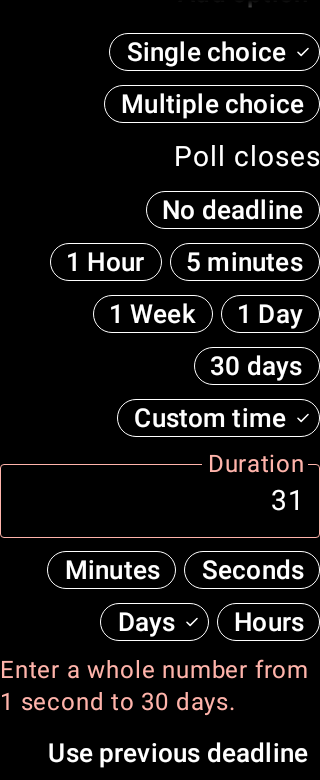 Single choice ✓
Multiple choice
Poll closes
No deadline
1 Hour 5 minutes
1 Week 1 Day
30 days
Custom time ✓
Duration
31
Minutes Seconds
Days ✓ Hours
Enter a whole number from
1 second to 30 days.
Use previous deadline